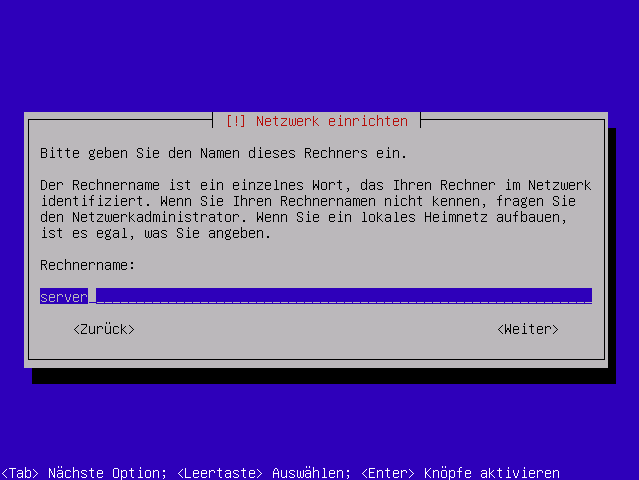 [!] Netzwerk einrichten
Bitte geben Sie den Namen dieses Rechners ein.
Der Rechnername ist ein einzelnes Wort, das Ihren Rechner im Netzwerk
identifiziert. Wenn Sie Ihren Rechnernamen nicht kennen, fragen Sie
den Netzwerkadministrator. Wenn Sie ein lokales Heimnetz aufbauen,
ist es egal, was Sie angeben.
Rechnername:
server
<Zurück> <Weiter>
<Tab> Nächste Option; <Leertaste> Auswählen; <Enter> Knöpfe aktivieren